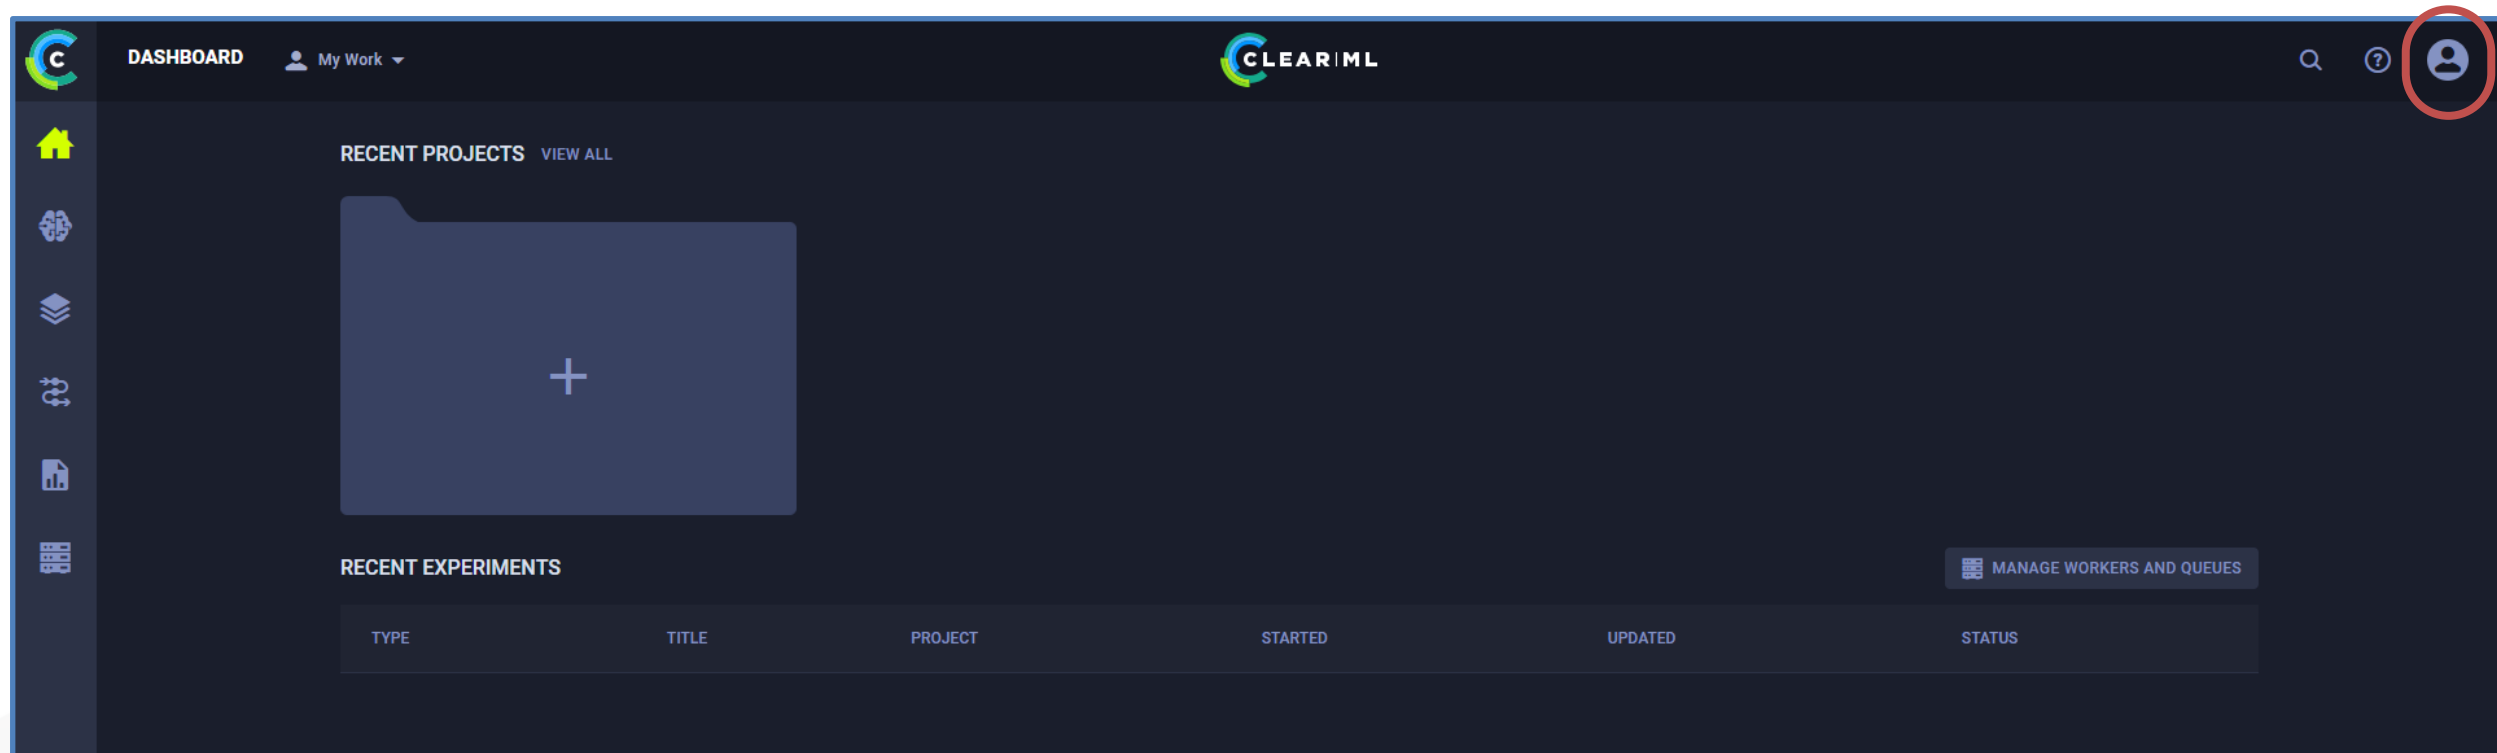 C DASHBOARD My Work CLEAR|ML ?
RECENT PROJECTS VIEW ALL
+
RECENT EXPERIMENTS MANAGE WORKERS AND QUEUES
TYPE TITLE PROJECT STARTED UPDATED STATUS